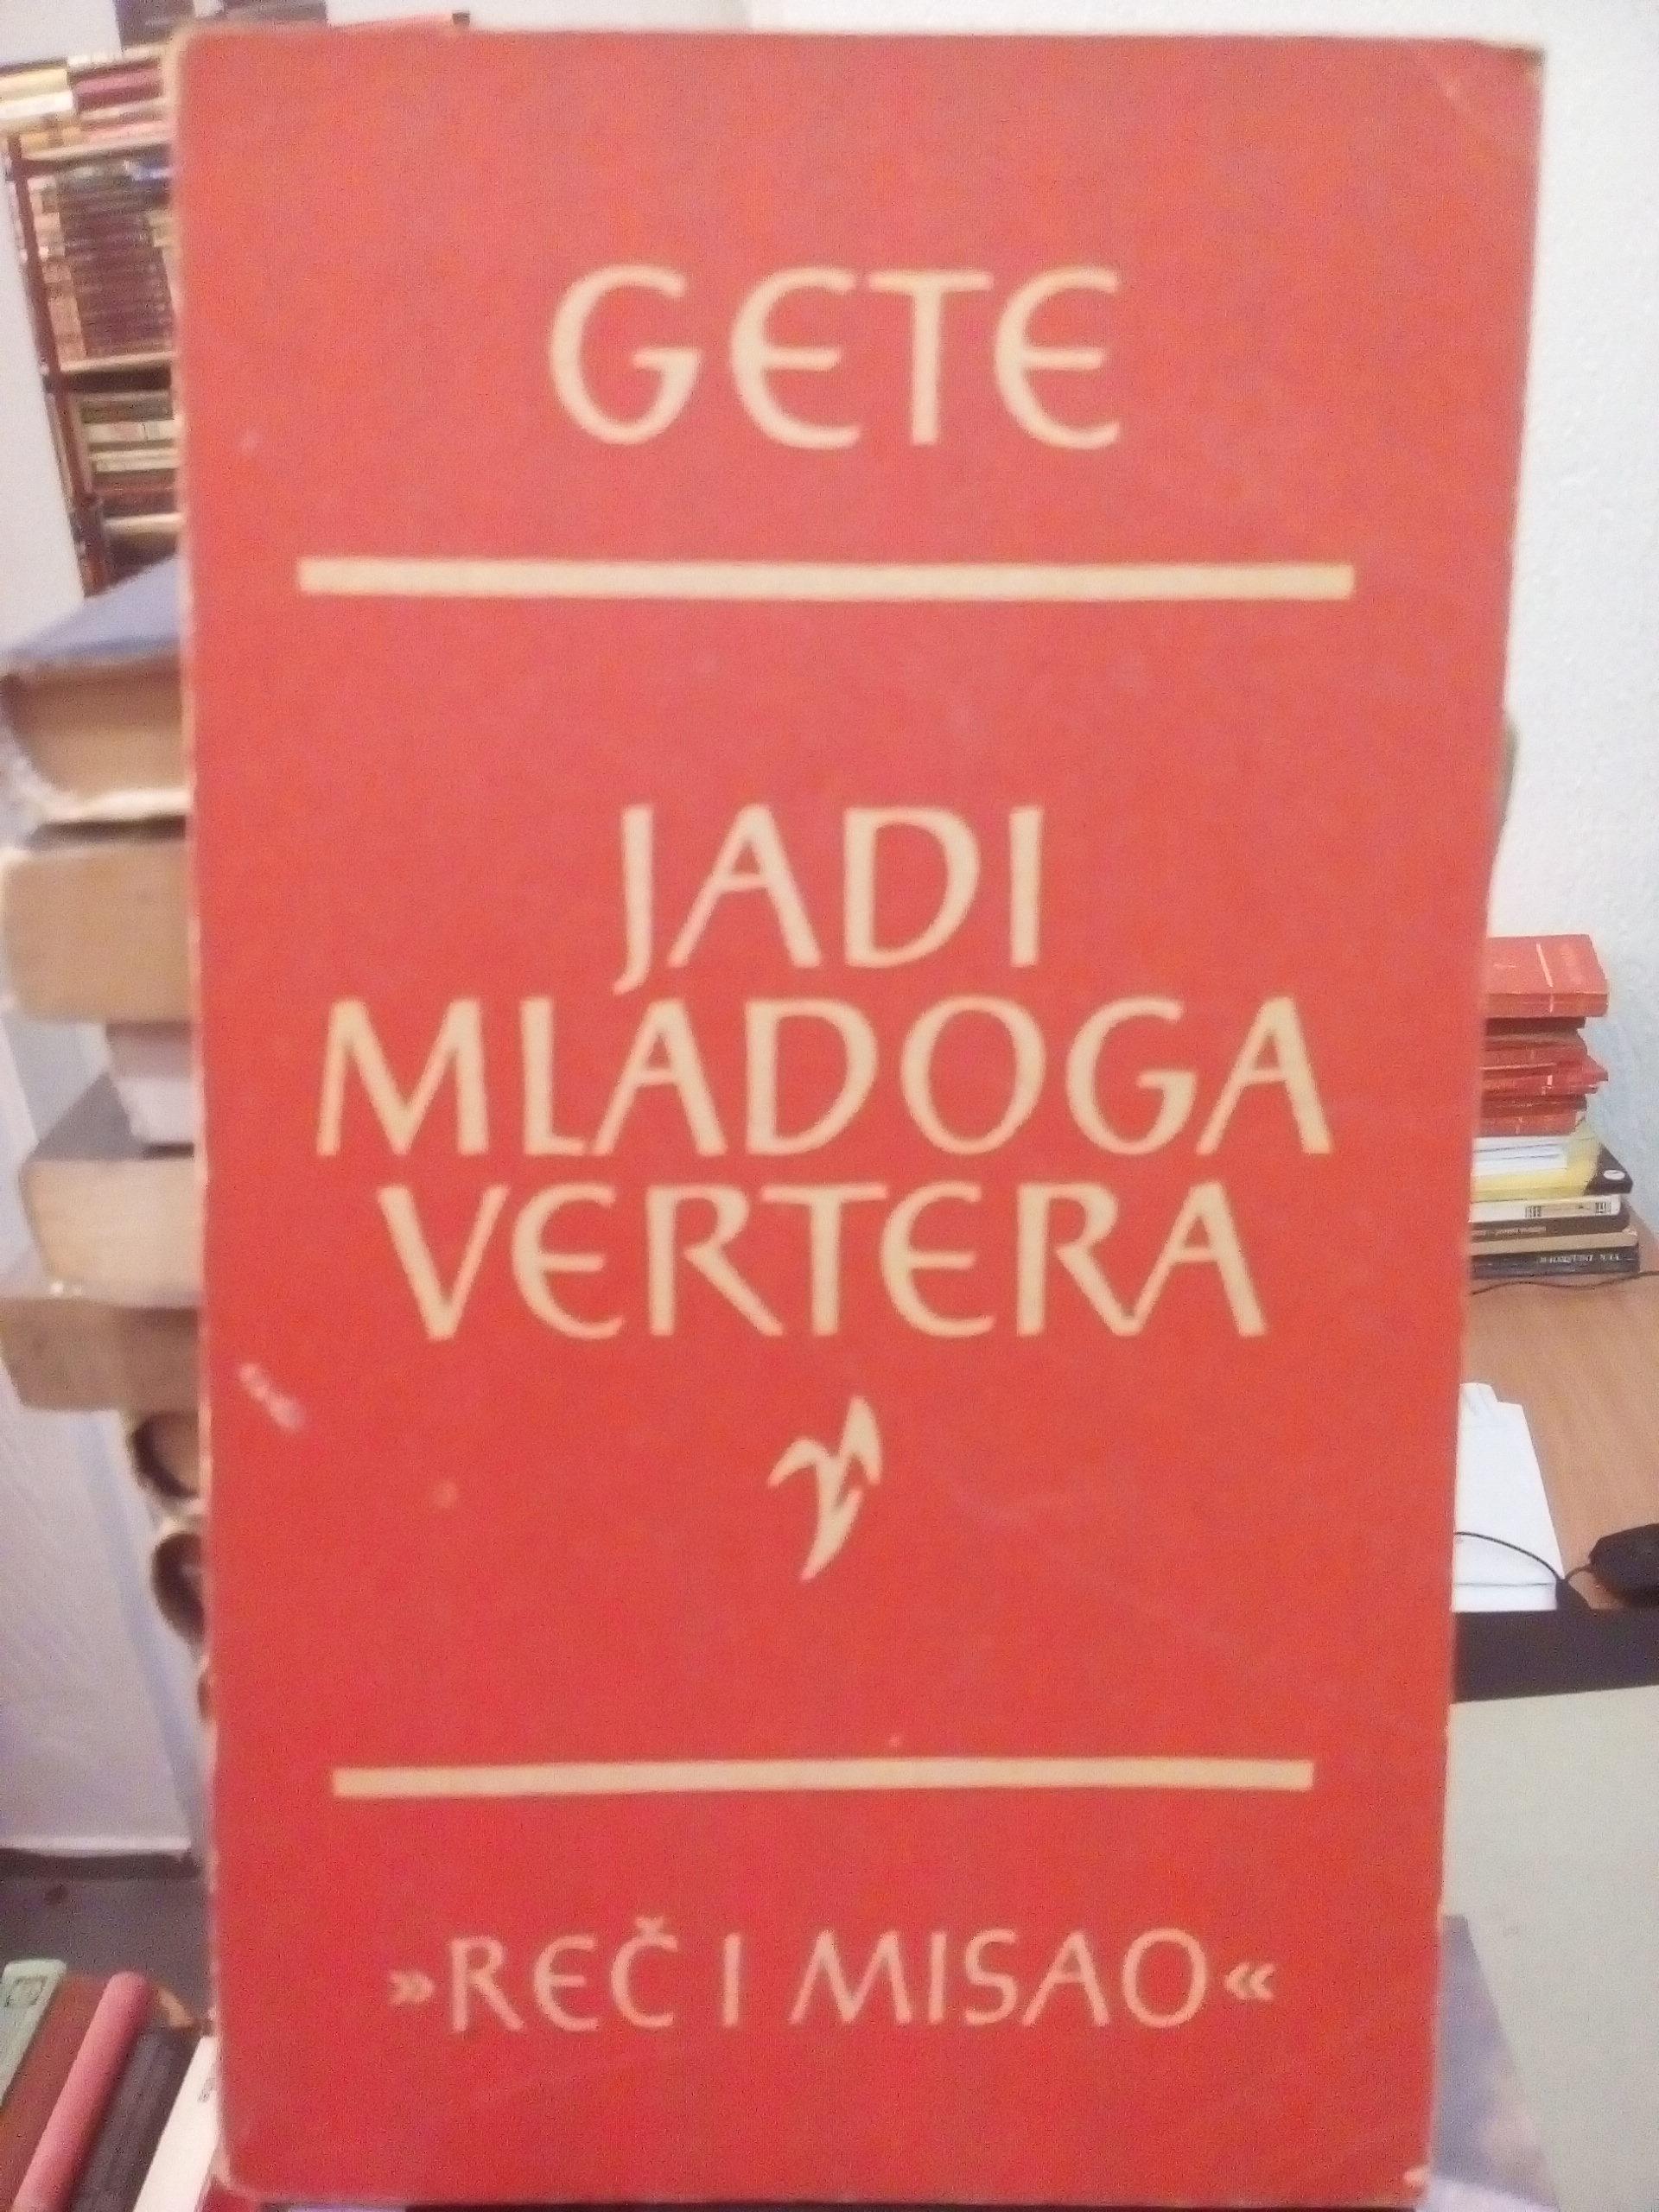 GETE
JADI
MLADOGA
VERTERA
»REČ I MISAO«